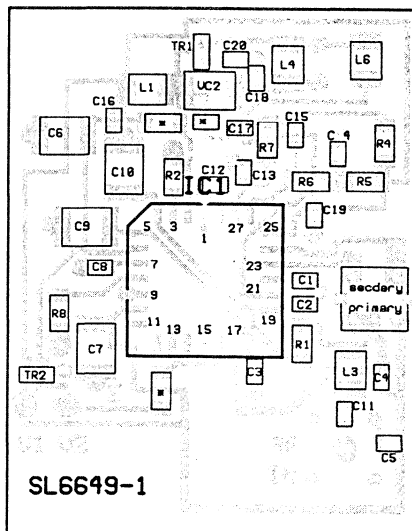 TR1
C20
L4
L6
L1
VC2
C18
C16
C6
*
*
C17
C15
R7
C 4
R4
C10
R2
C12
C13
IC1
R6
R5
C9
5
3
1
27
25
C19
C8
7
23
C1
secdery
9
21
C2
primary
R8
11
13
15
17
19
R1
C7
TR2
*
C3
L3
C4
C11
C5
SL6649-1